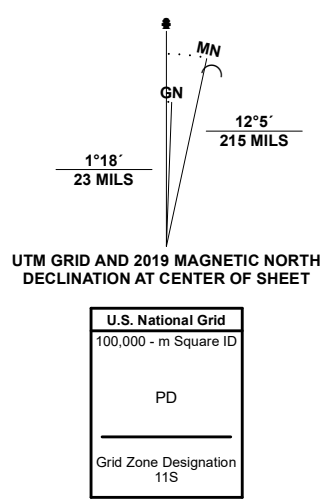 MN
GN
12°5´
215 MILS
1°18´
23 MILS
UTM GRID AND 2019 MAGNETIC NORTH
DECLINATION AT CENTER OF SHEET
U.S. National Grid
100,000 - m Square ID
PD
Grid Zone Designation
11S